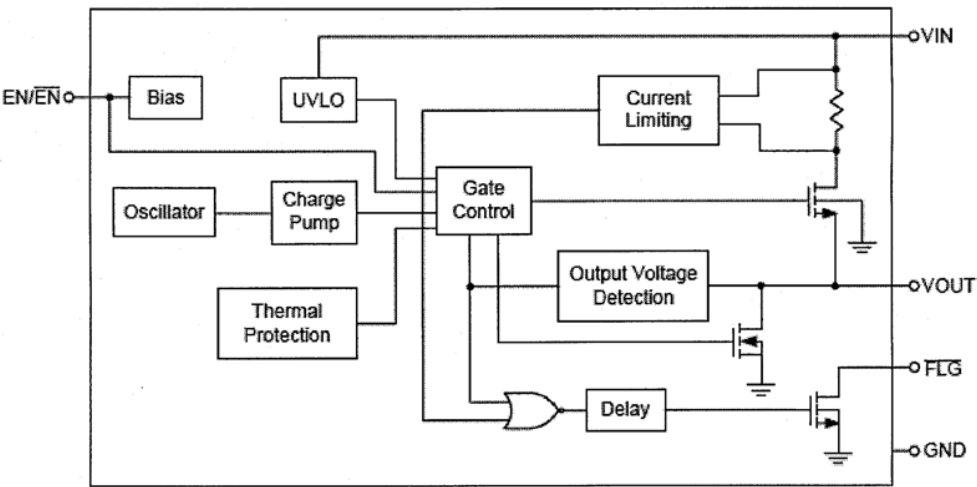 VIN
EN/EN̅
Bias
UVLO
Current
Limiting
Gate
Control
Oscillator
Charge
Pump
Output Voltage
Detection
VOUT
Thermal
Protection
F̅L̅G̅
Delay
GND